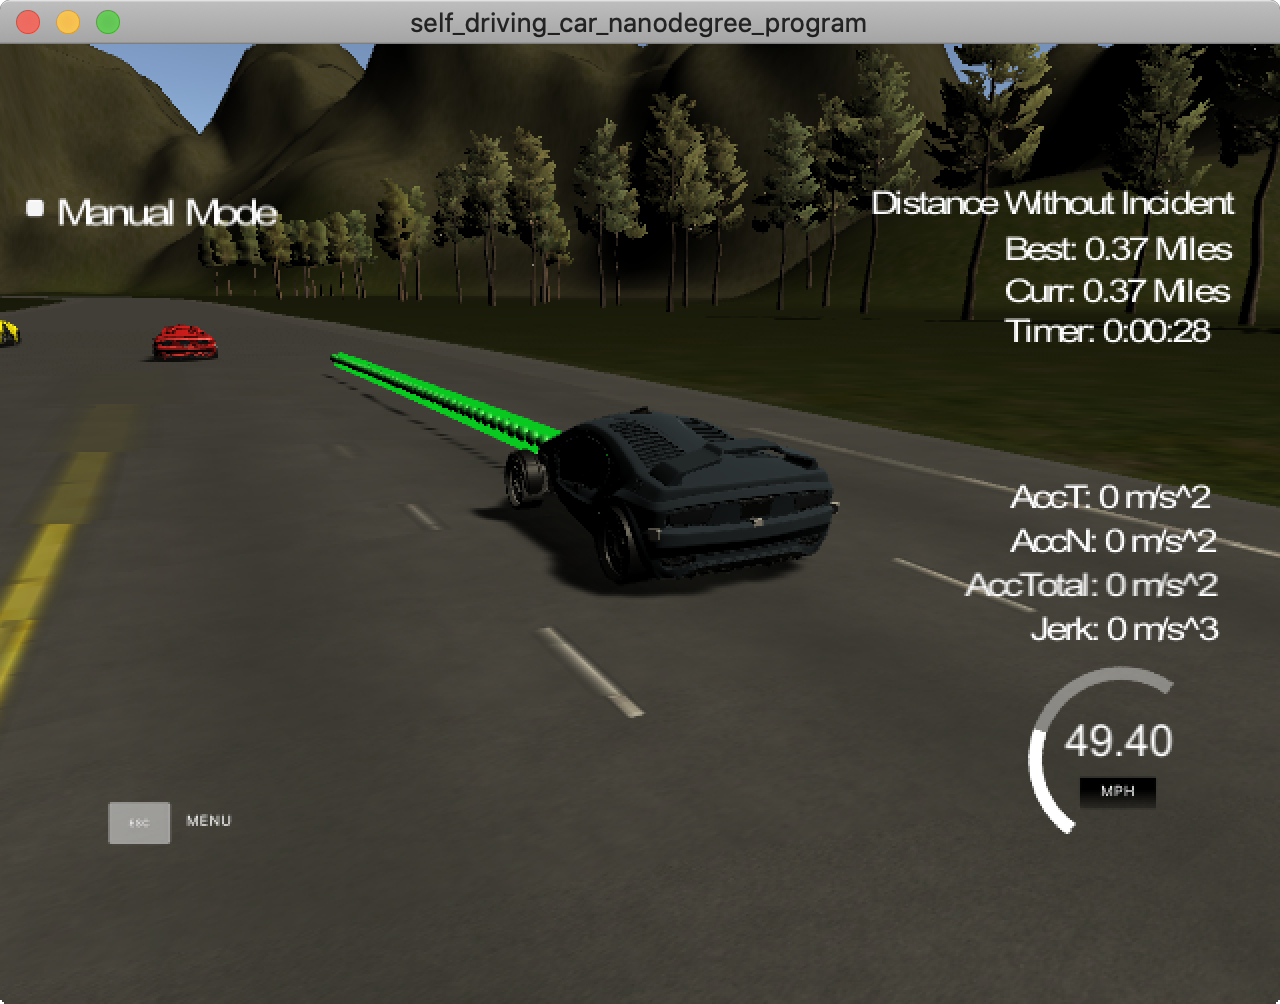 self_driving_car_nanodegree_program
Manual Mode
Distance Without Incident
Best: 0.37 Miles
Curr: 0.37 Miles
Timer: 0:00:28
AccT: 0 m/s^2
AccN: 0 m/s^2
AccTotal: 0 m/s^2
Jerk: 0 m/s^3
49.40
MPH
ESC
MENU